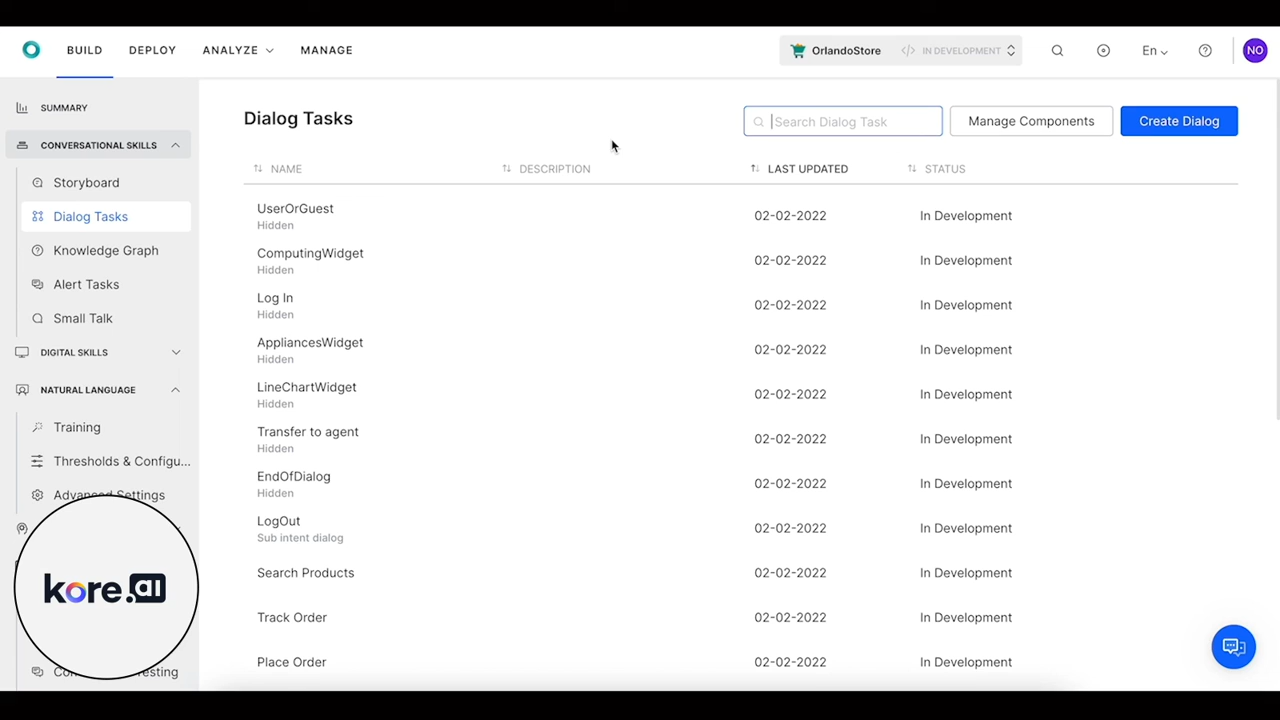 BUILD DEPLOY ANALYZE MANAGE OrlandoStore IN DEVELOPMENT En NO
SUMMARY
CONVERSATIONAL SKILLS
Storyboard
Dialog Tasks
Knowledge Graph
Alert Tasks
Small Talk
DIGITAL SKILLS
NATURAL LANGUAGE
Training
Thresholds & Configu...
Advanced Settings
kore.ai
Dialog Tasks
Search Dialog Task Manage Components Create Dialog
NAME DESCRIPTION LAST UPDATED STATUS
UserOrGuest 02-02-2022 In Development
Hidden
ComputingWidget 02-02-2022 In Development
Hidden
Log In 02-02-2022 In Development
Hidden
AppliancesWidget 02-02-2022 In Development
Hidden
LineChartWidget 02-02-2022 In Development
Hidden
Transfer to agent 02-02-2022 In Development
Hidden
EndOfDialog 02-02-2022 In Development
Hidden
LogOut 02-02-2022 In Development
Sub intent dialog
Search Products 02-02-2022 In Development
Track Order 02-02-2022 In Development
Place Order 02-02-2022 In Development